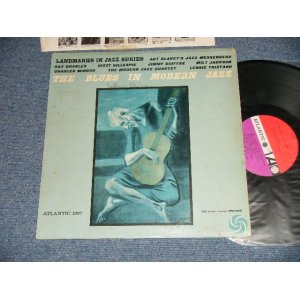 LANDMARKS IN JAZZ SERIES
ART BLAKEY'S JAZZ MESSENGERS
RAY CHARLES DIZZY GILLESPIE JIMMY GIUFFRE MILT JACKSON
CHARLES MINGUS THE MODERN JAZZ QUARTET LENNIE TRISTANO
THE BLUES IN MODERN JAZZ
ATLANTIC 1337
ATLANTIC